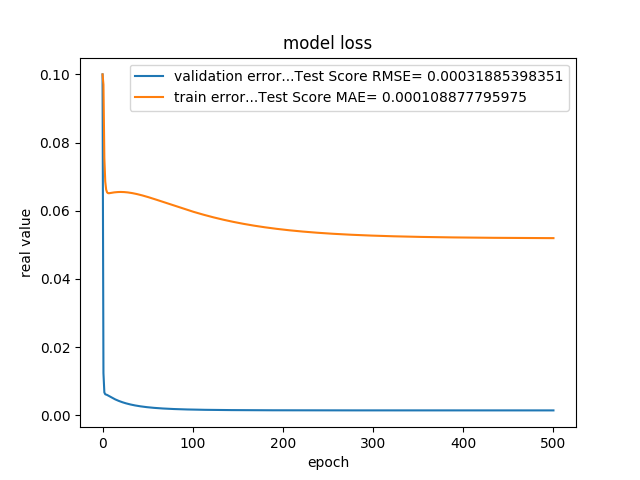 model loss
validation error...Test Score RMSE= 0.00031885398351
train error...Test Score MAE= 0.000108877795975
0.10
0.08
0.06
0.04
0.02
0.00
real value
0 100 200 300 400 500
epoch